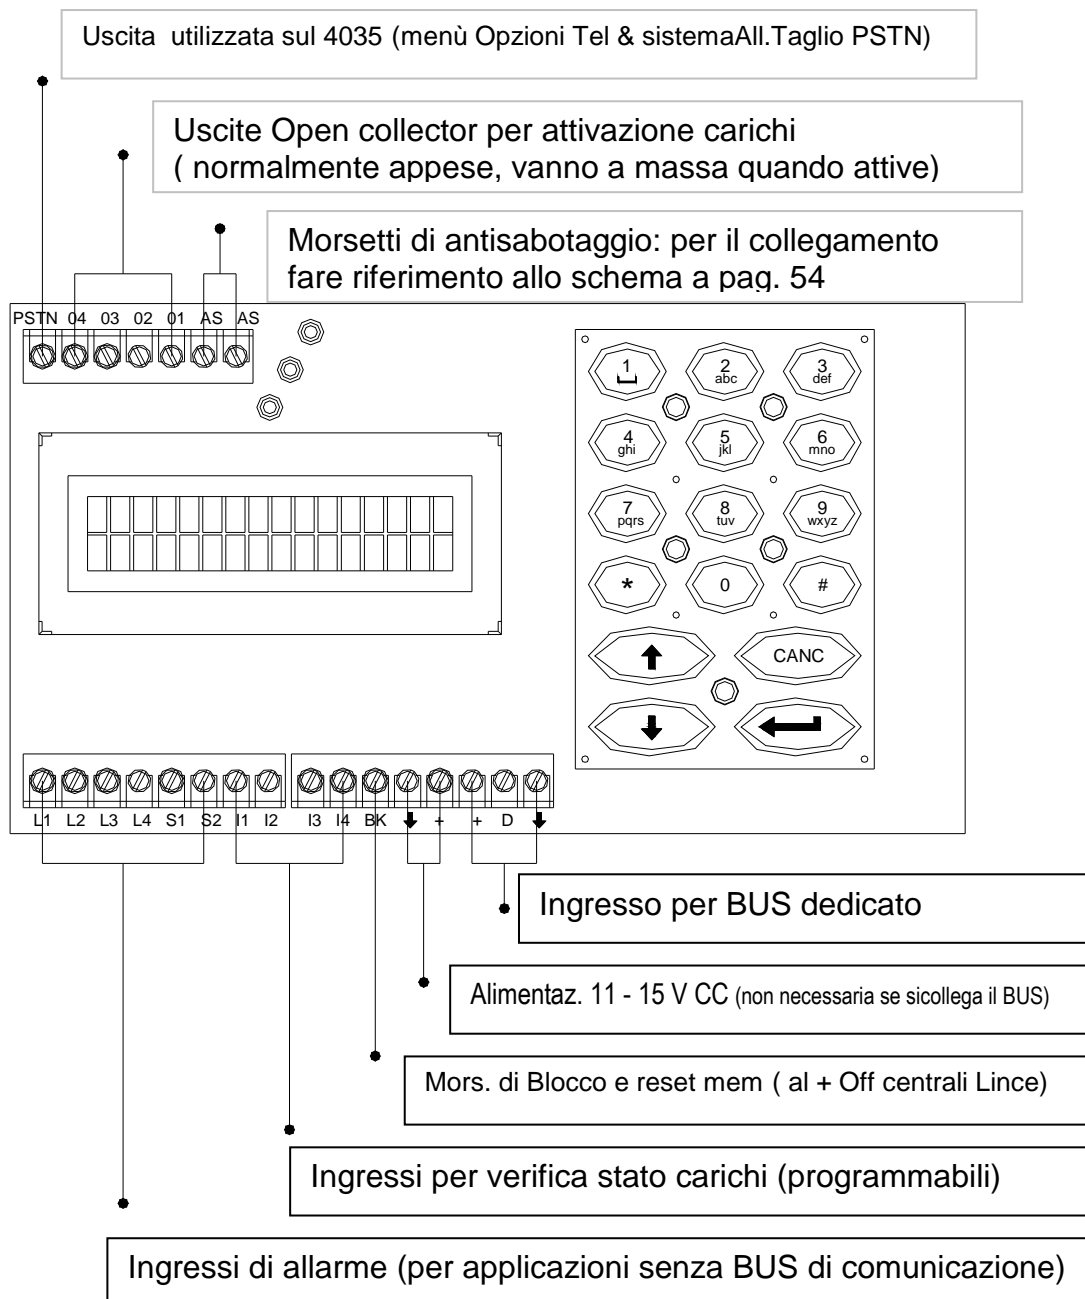 Uscita  utilizzata sul 4035 (menù Opzioni Tel & sistemaAll.Taglio PSTN)
Uscite Open collector per attivazione carichi
( normalmente appese, vanno a massa quando attive)
Morsetti di antisabotaggio: per il collegamento
fare riferimento allo schema a pag. 54
PSTN 04 03 02 01 AS AS
1 2 3
abc def
4 5 6
ghi jkl mno
7 8 9
pqrs tuv wxyz
* 0 #
CANC
L1 L2 L3 L4 S1 S2 I1 I2 I3 I4 BK + + D
Ingresso per BUS dedicato
Alimentaz. 11 - 15 V CC (non necessaria se sicollega il BUS)
Mors. di Blocco e reset mem ( al + Off centrali Lince)
Ingressi per verifica stato carichi (programmabili)
Ingressi di allarme (per applicazioni senza BUS di comunicazione)